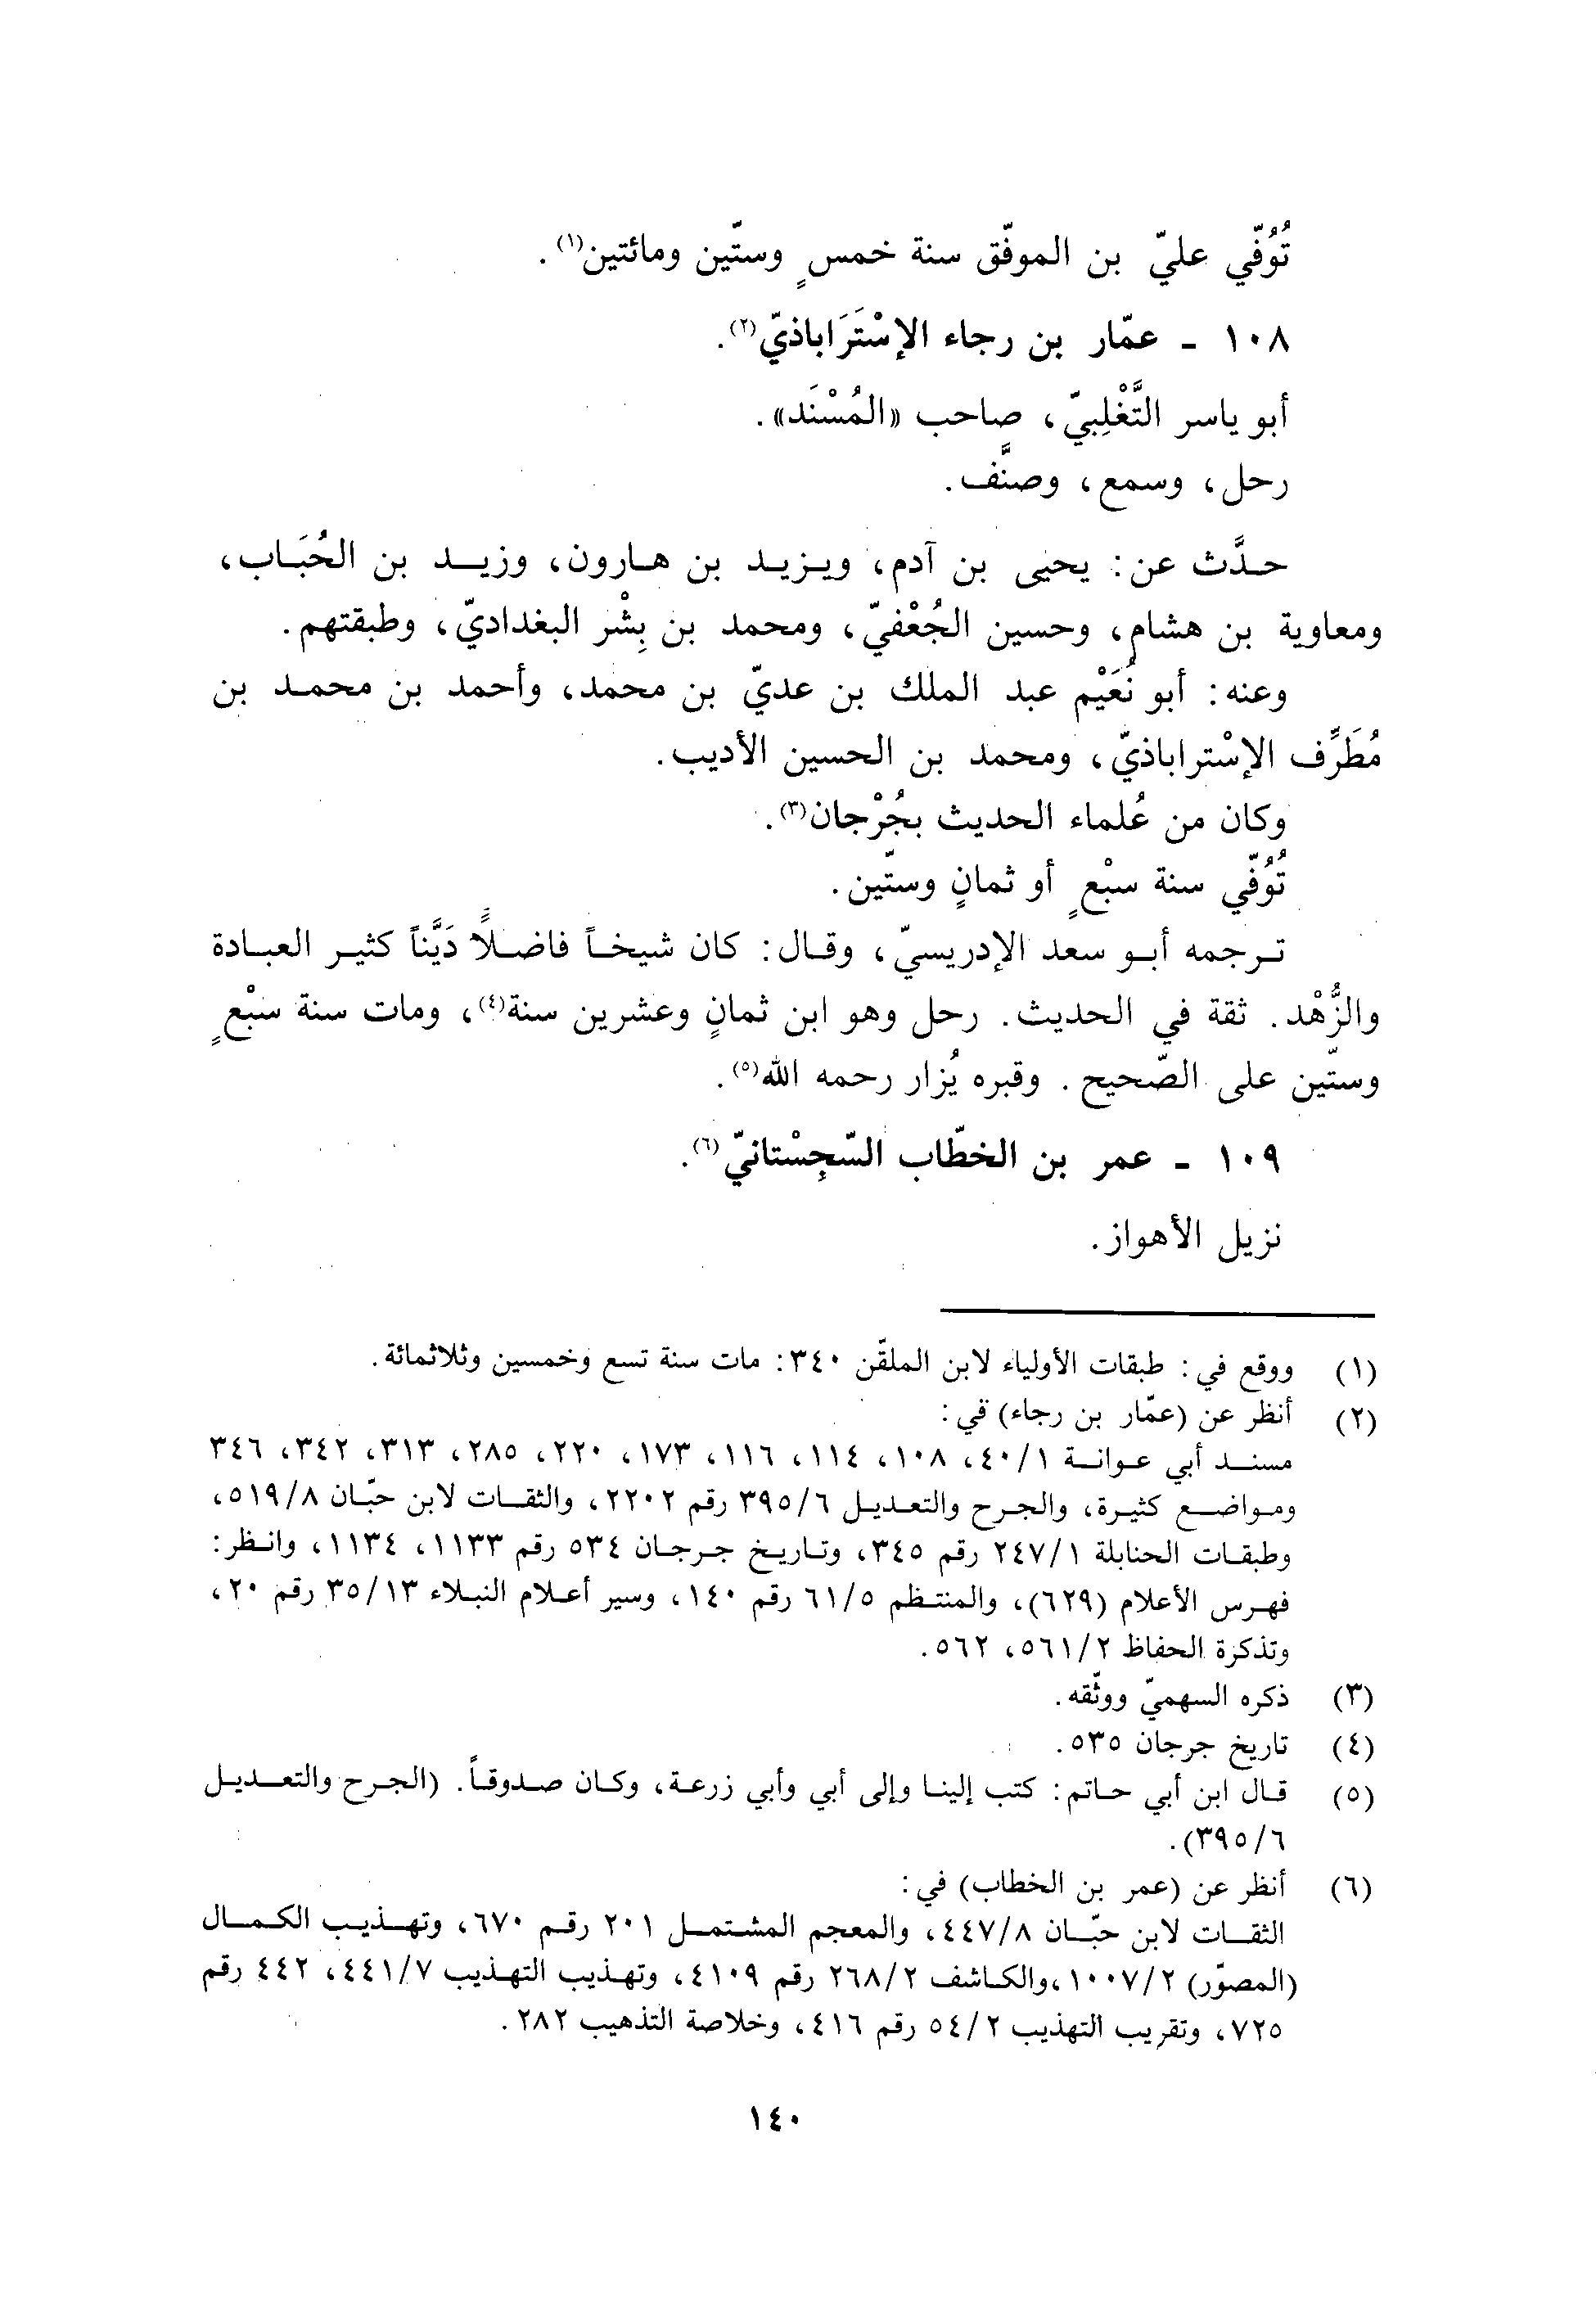 تُوُفّي عليّ بن الموفّق سنة خمسٍ وستّين ومائتين(١).
١٠٨ - عمّار بن رجاء الإسْتَرَاباذيّ(٢).
أبو ياسر التَّغْلِبيّ، صاحب «المُسْنَد».
رحل، وسمع، وصنَّف.
حدَّث عن: يحيى بن آدم، ويزيد بن هارون، وزيد بن الحُبَاب،
ومعاوية بن هشام، وحسين الجُعْفيّ، ومحمد بن بِشْر البغداديّ، وطبقتهم.
وعنه: أبو نُعَيْم عبد الملك بن عديّ بن محمد، وأحمد بن محمد بن
مُطَرِّف الإسْتراباذيّ، ومحمد بن الحسين الأديب.
وكان من عُلماء الحديث بجُرْجان(٣).
تُوُفّي سنة سبْعٍ أو ثمانٍ وستّين.
ترجمه أبو سعد الإدريسيّ، وقال: كان شيخاً فاضلاً دَيَّناً كثير العبادة
والزُّهْد. ثقة في الحديث. رحل وهو ابن ثمانٍ وعشرين سنة(٤)، ومات سنة سبْعٍ
وستّين على الصّحيح. وقبره يُزار رحمه الله(٥).
١٠٩ - عمر بن الخطّاب السّجِسْتانيّ(٦).
نزيل الأهواز.
(١) ووقع في: طبقات الأولياء لابن الملقّن ٣٤٠: مات سنة تسع وخمسين وثلاثمائة.
(٢) أنظر عن (عمّار بن رجاء) في:
مسند أبي عوانة ٤٠/١، ١٠٨، ١١٤، ١١٦، ١٧٣، ٢٢٠، ٢٨٥، ٣١٣، ٣٤٢، ٣٤٦
ومواضع كثيرة، والجرح والتعديل ٣٩٥/٦ رقم ٢٢٠٢، والثقات لابن حبّان ٥١٩/٨،
وطبقات الحنابلة ٢٤٧/١ رقم ٣٤٥، وتاريخ جرجان ٥٣٤ رقم ١١٣٣، ١١٣٤، وانظر:
فهرس الأعلام (٦٢٩)، والمنتظم ٦١/٥ رقم ١٤٠، وسير أعلام النبلاء ٣٥/١٣ رقم ٢٠،
وتذكرة الحفاظ ٥٦١/٢، ٥٦٢.
(٣) ذكره السهميّ ووثّقه.
(٤) تاريخ جرجان ٥٣٥.
(٥) قال ابن أبي حاتم: كتب إلينا وإلى أبي وأبي زرعة، وكان صدوقاً. (الجرح والتعديل
٣٩٥/٦).
(٦) أنظر عن (عمر بن الخطاب) في:
الثقات لابن حبّان ٤٤٧/٨، والمعجم المشتمل ٢٠١ رقم ٦٧٠، وتهذيب الكمال
(المصوّر) ١٠٠٧/٢، والكاشف ٢٦٨/٢ رقم ٤١٠٩، وتهذيب التهذيب ٤٤١/٧، ٤٤٢ رقم
٧٢٥، وتقريب التهذيب ٥٤/٢ رقم ٤١٦، وخلاصة التذهيب ٢٨٢.
١٤٠